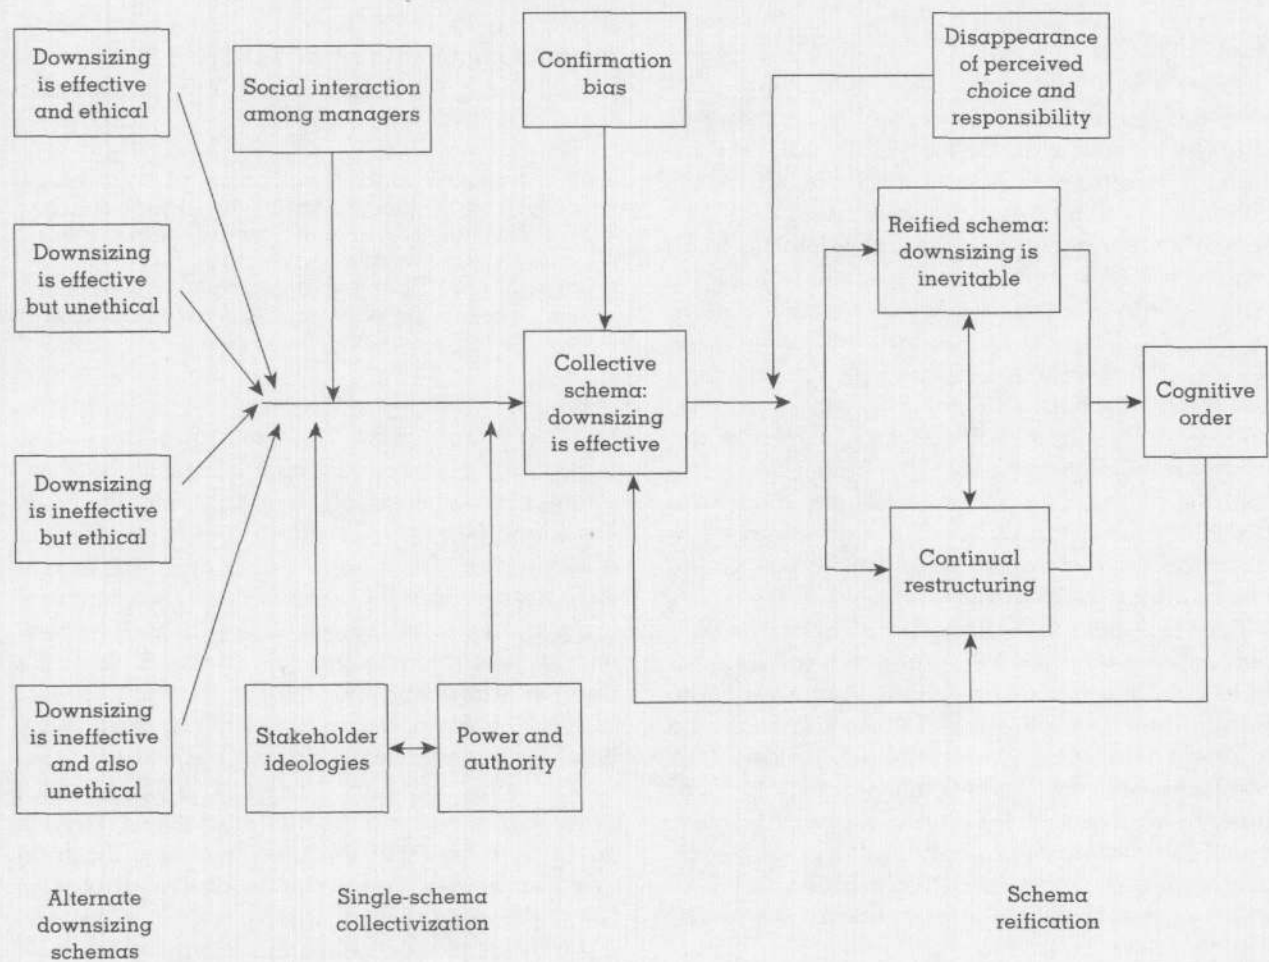 Downsizing
is effective
and ethical
Social interaction
among managers
Confirmation
bias
Disappearance
of perceived
choice and
responsibility
Downsizing
is effective
but unethical
Reified schema:
downsizing is
inevitable
Collective
schema:
downsizing
is effective
Cognitive
order
Downsizing
is ineffective
but ethical
Continual
restructuring
Downsizing
is ineffective
and also
unethical
Stakeholder
ideologies
Power and
authority
Alternate
downsizing
schemas
Single-schema
collectivization
Schema
reification